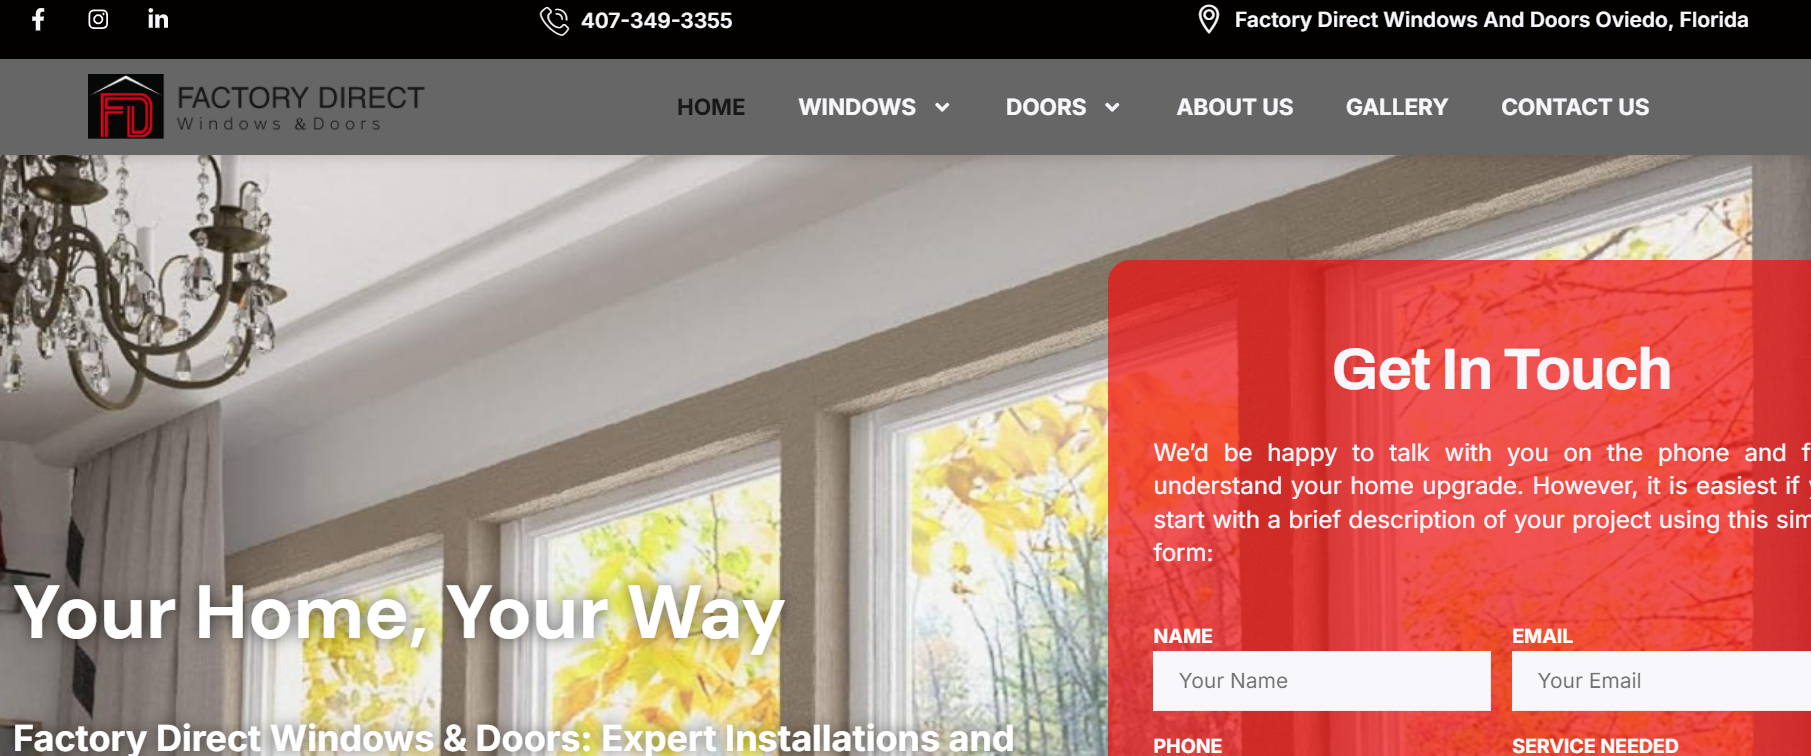 407-349-3355
Factory Direct Windows And Doors Oviedo, Florida
FD
FACTORY DIRECT
Windows & Doors
HOME
WINDOWS
DOORS
ABOUT US
GALLERY
CONTACT US
Get In Touch
We’d be happy to talk with you on the phone and
understand your home upgrade. However, it is easiest if
start with a brief description of your project using this
form:
Your Home, Your Way
NAME
EMAIL
Your Name
Your Email
Factory Direct Windows & Doors: Expert Installations and
PHONE
SERVICE NEEDED